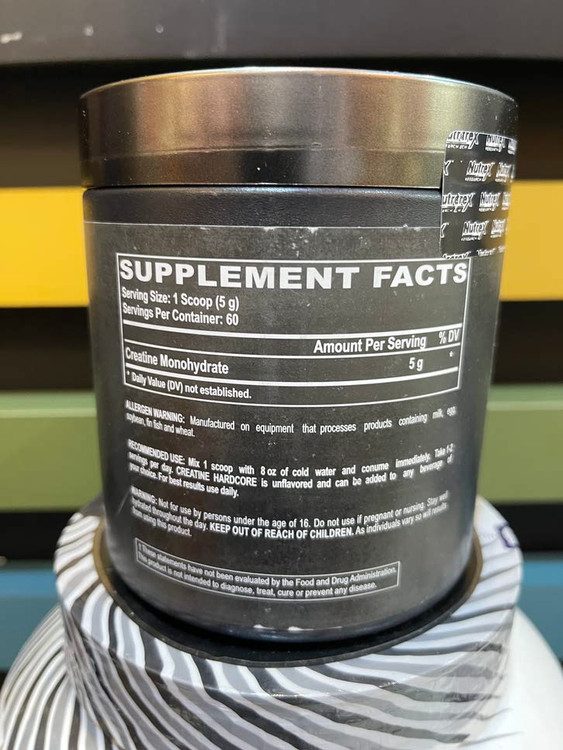 Nutrex
Nutrex
Nutrex
Nutrex
SUPPLEMENT FACTS
Serving Size: 1 Scoop (5 g)
Servings Per Container: 60
Amount Per Serving % DV
Creatine Monohydrate 5 g *
* Daily Value (DV) not established.
ALLERGEN WARNING: Manufactured on equipment that processes products containing milk, egg,
soybean, fin fish and wheat.
RECOMMENDED USE: Mix 1 scoop with 8 oz of cold water and conume immediately. Take 1-2
servings per day. CREATINE HARDCORE is unflavored and can be added to any beverage of
your choice. For best results use daily.
WARNING: Not for use by persons under the age of 16. Do not use if pregnant or nursing. Stay well
hydrated throughout the day. KEEP OUT OF REACH OF CHILDREN. As individuals vary so will results
from using this product.
† These statements have not been evaluated by the Food and Drug Administration.
This product is not intended to diagnose, treat, cure or prevent any disease.